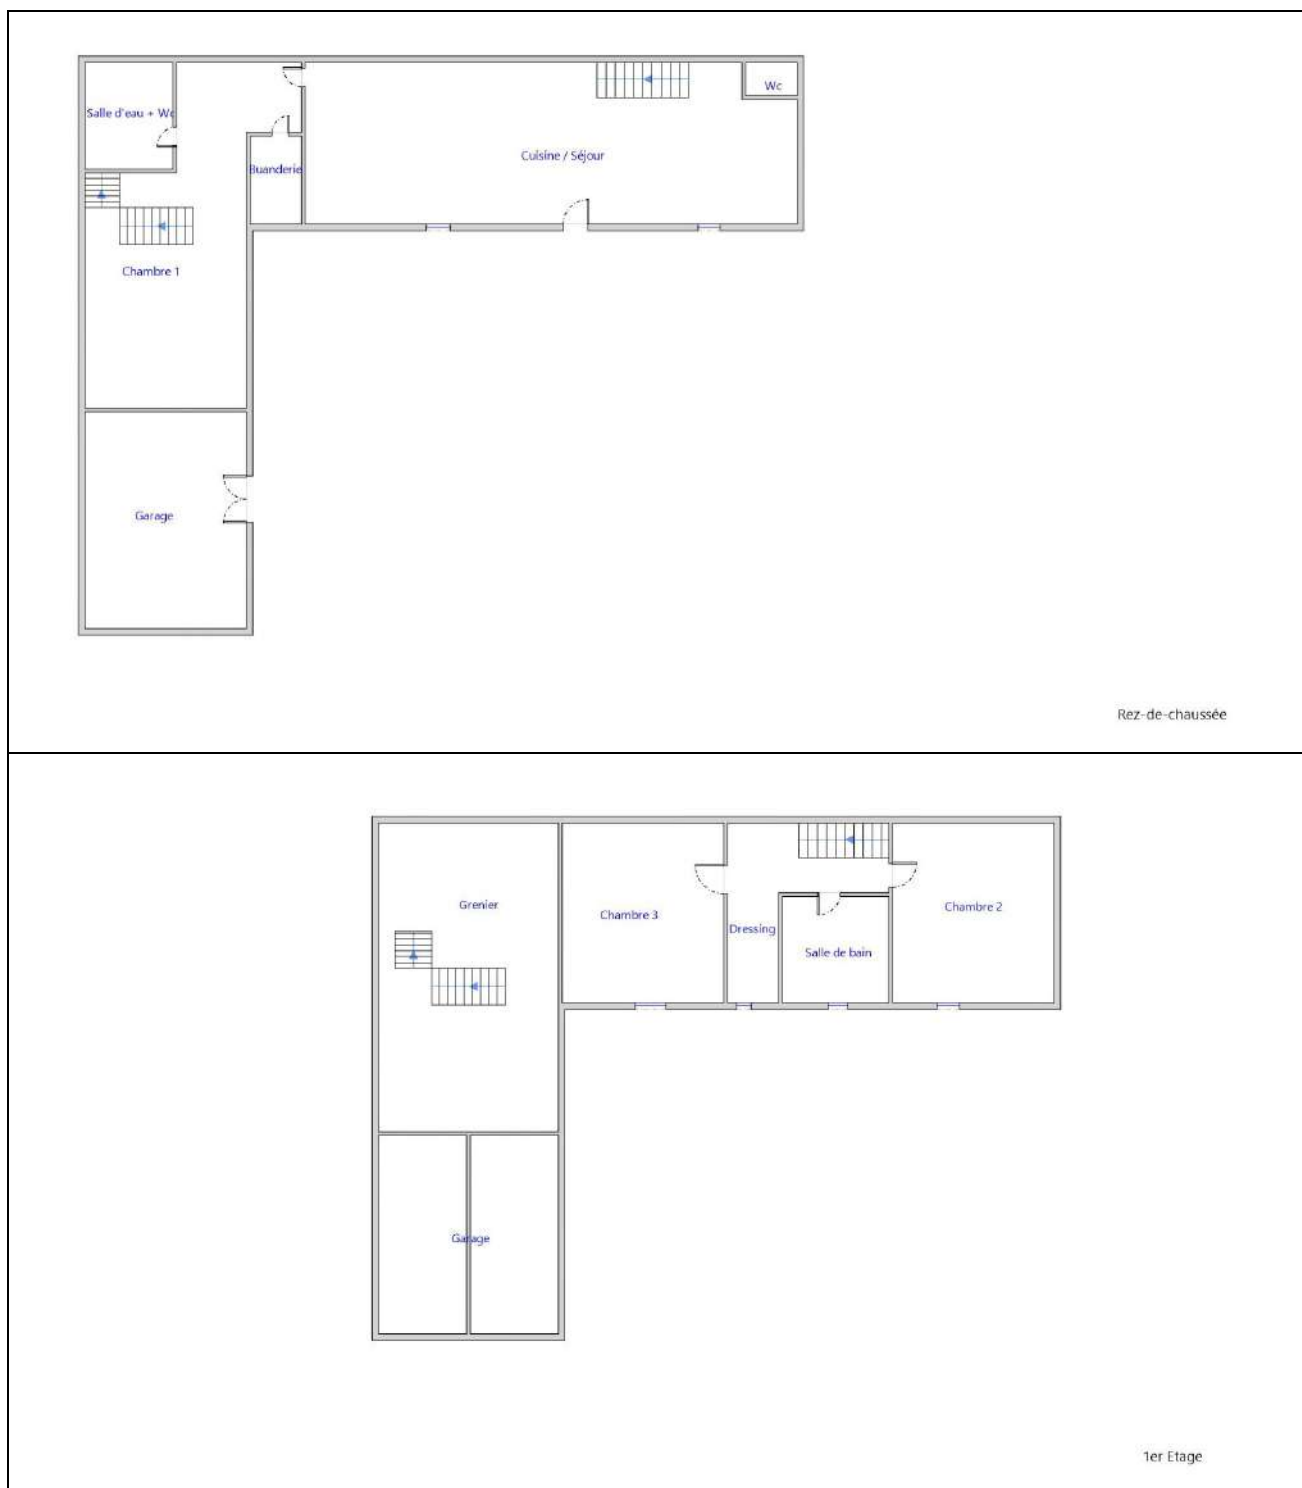 Salle d'eau + Wc
Wc
Cuisine / Séjour
Buanderie
Chambre 1
Garage
Rez-de-chaussée
Grenier
Chambre 3
Chambre 2
Dressing
Salle de bain
Garage
1er Etage